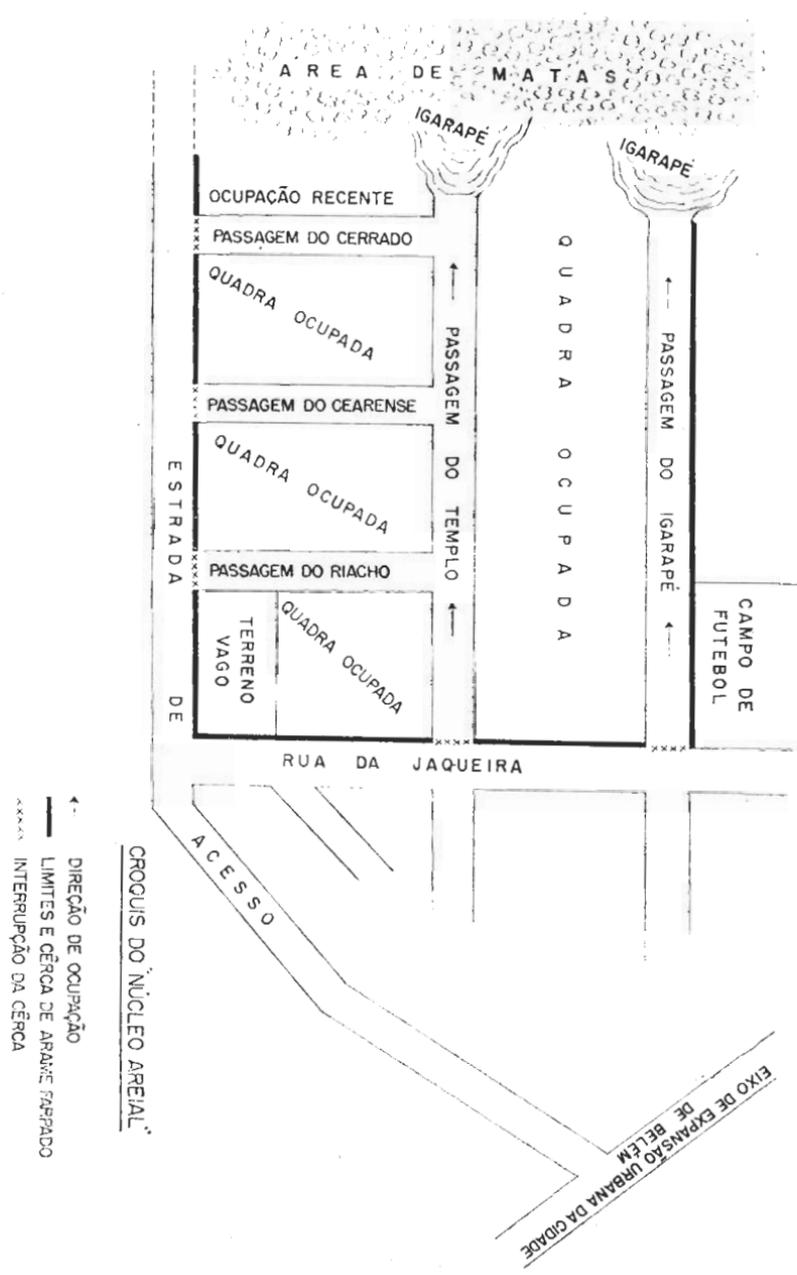 AREA DE MATAS
IGARAPÉ
IGARAPÉ
OCUPAÇÃO RECENTE
PASSAGEM DO CERRADO
QUADRA OCUPADA
PASSAGEM DO CEARENSE
QUADRA OCUPADA
PASSAGEM DO RIACHO
TERRENO
VAGO
QUADRA OCUPADA
PASSAGEM DO TEMPLO
QUADRA OCUPADA
PASSAGEM DO IGARAPÉ
CAMPO DE
FUTEBOL
RUA DA JAQUEIRA
ESTRADA DE
ACESSO
EIXO DE EXPANSÃO URBANA DA CIDADE
DE BELÉM
CROQUIS DO "NÚCLEO AREIAL"
DIREÇÃO DE OCUPAÇÃO
LIMITES E CÊRCA DE ARAME FARPADO
xxxxx INTERRUPÇÃO DA CÊRCA